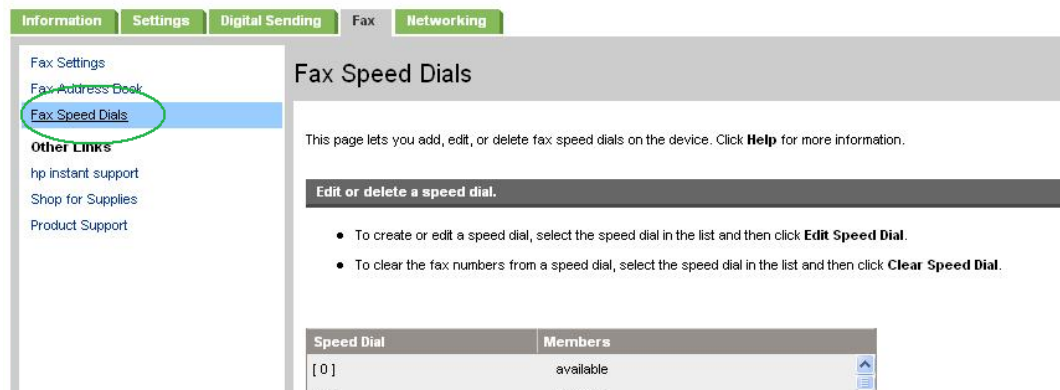 Information Settings Digital Sending Fax Networking
Fax Settings
Fax Address Book
Fax Speed Dials
Other Links
hp instant support
Shop for Supplies
Product Support
Fax Speed Dials
This page lets you add, edit, or delete fax speed dials on the device. Click Help for more information.
Edit or delete a speed dial.
● To create or edit a speed dial, select the speed dial in the list and then click Edit Speed Dial.
● To clear the fax numbers from a speed dial, select the speed dial in the list and then click Clear Speed Dial.
Speed Dial Members
[ 0 ] available